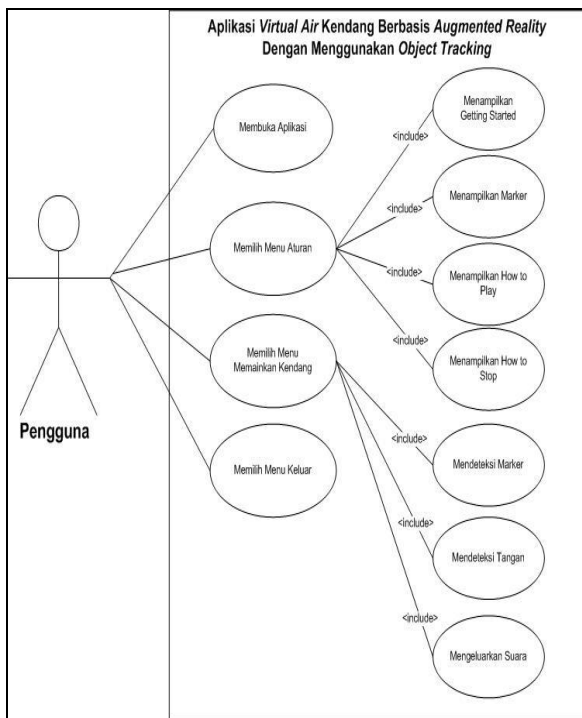 Aplikasi Virtual Air Kendang Berbasis Augmented Reality
Dengan Menggunakan Object Tracking
Membuka Aplikasi
Memilih Menu Aturan
Memilih Menu
Memainkan Kendang
Memilih Menu Keluar
Pengguna
<include>
Menampilkan
Getting Started
<include>
Menampilkan Marker
<include>
Menampilkan How to
Play
<include>
Menampilkan How to
Stop
<include>
Mendeteksi Marker
<include>
Mendeteksi Tangan
<include>
Mengeluarkan Suara